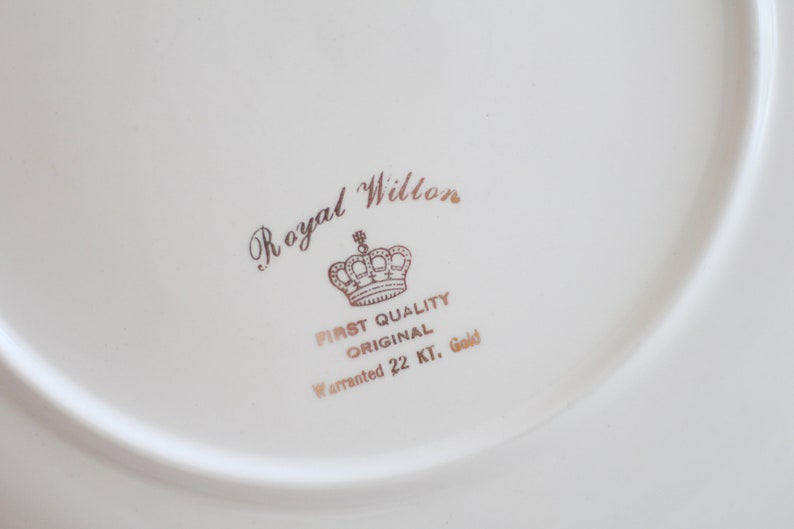 Royal Wilton
FIRST QUALITY
ORIGINAL
Warranted 22 KT. Gold